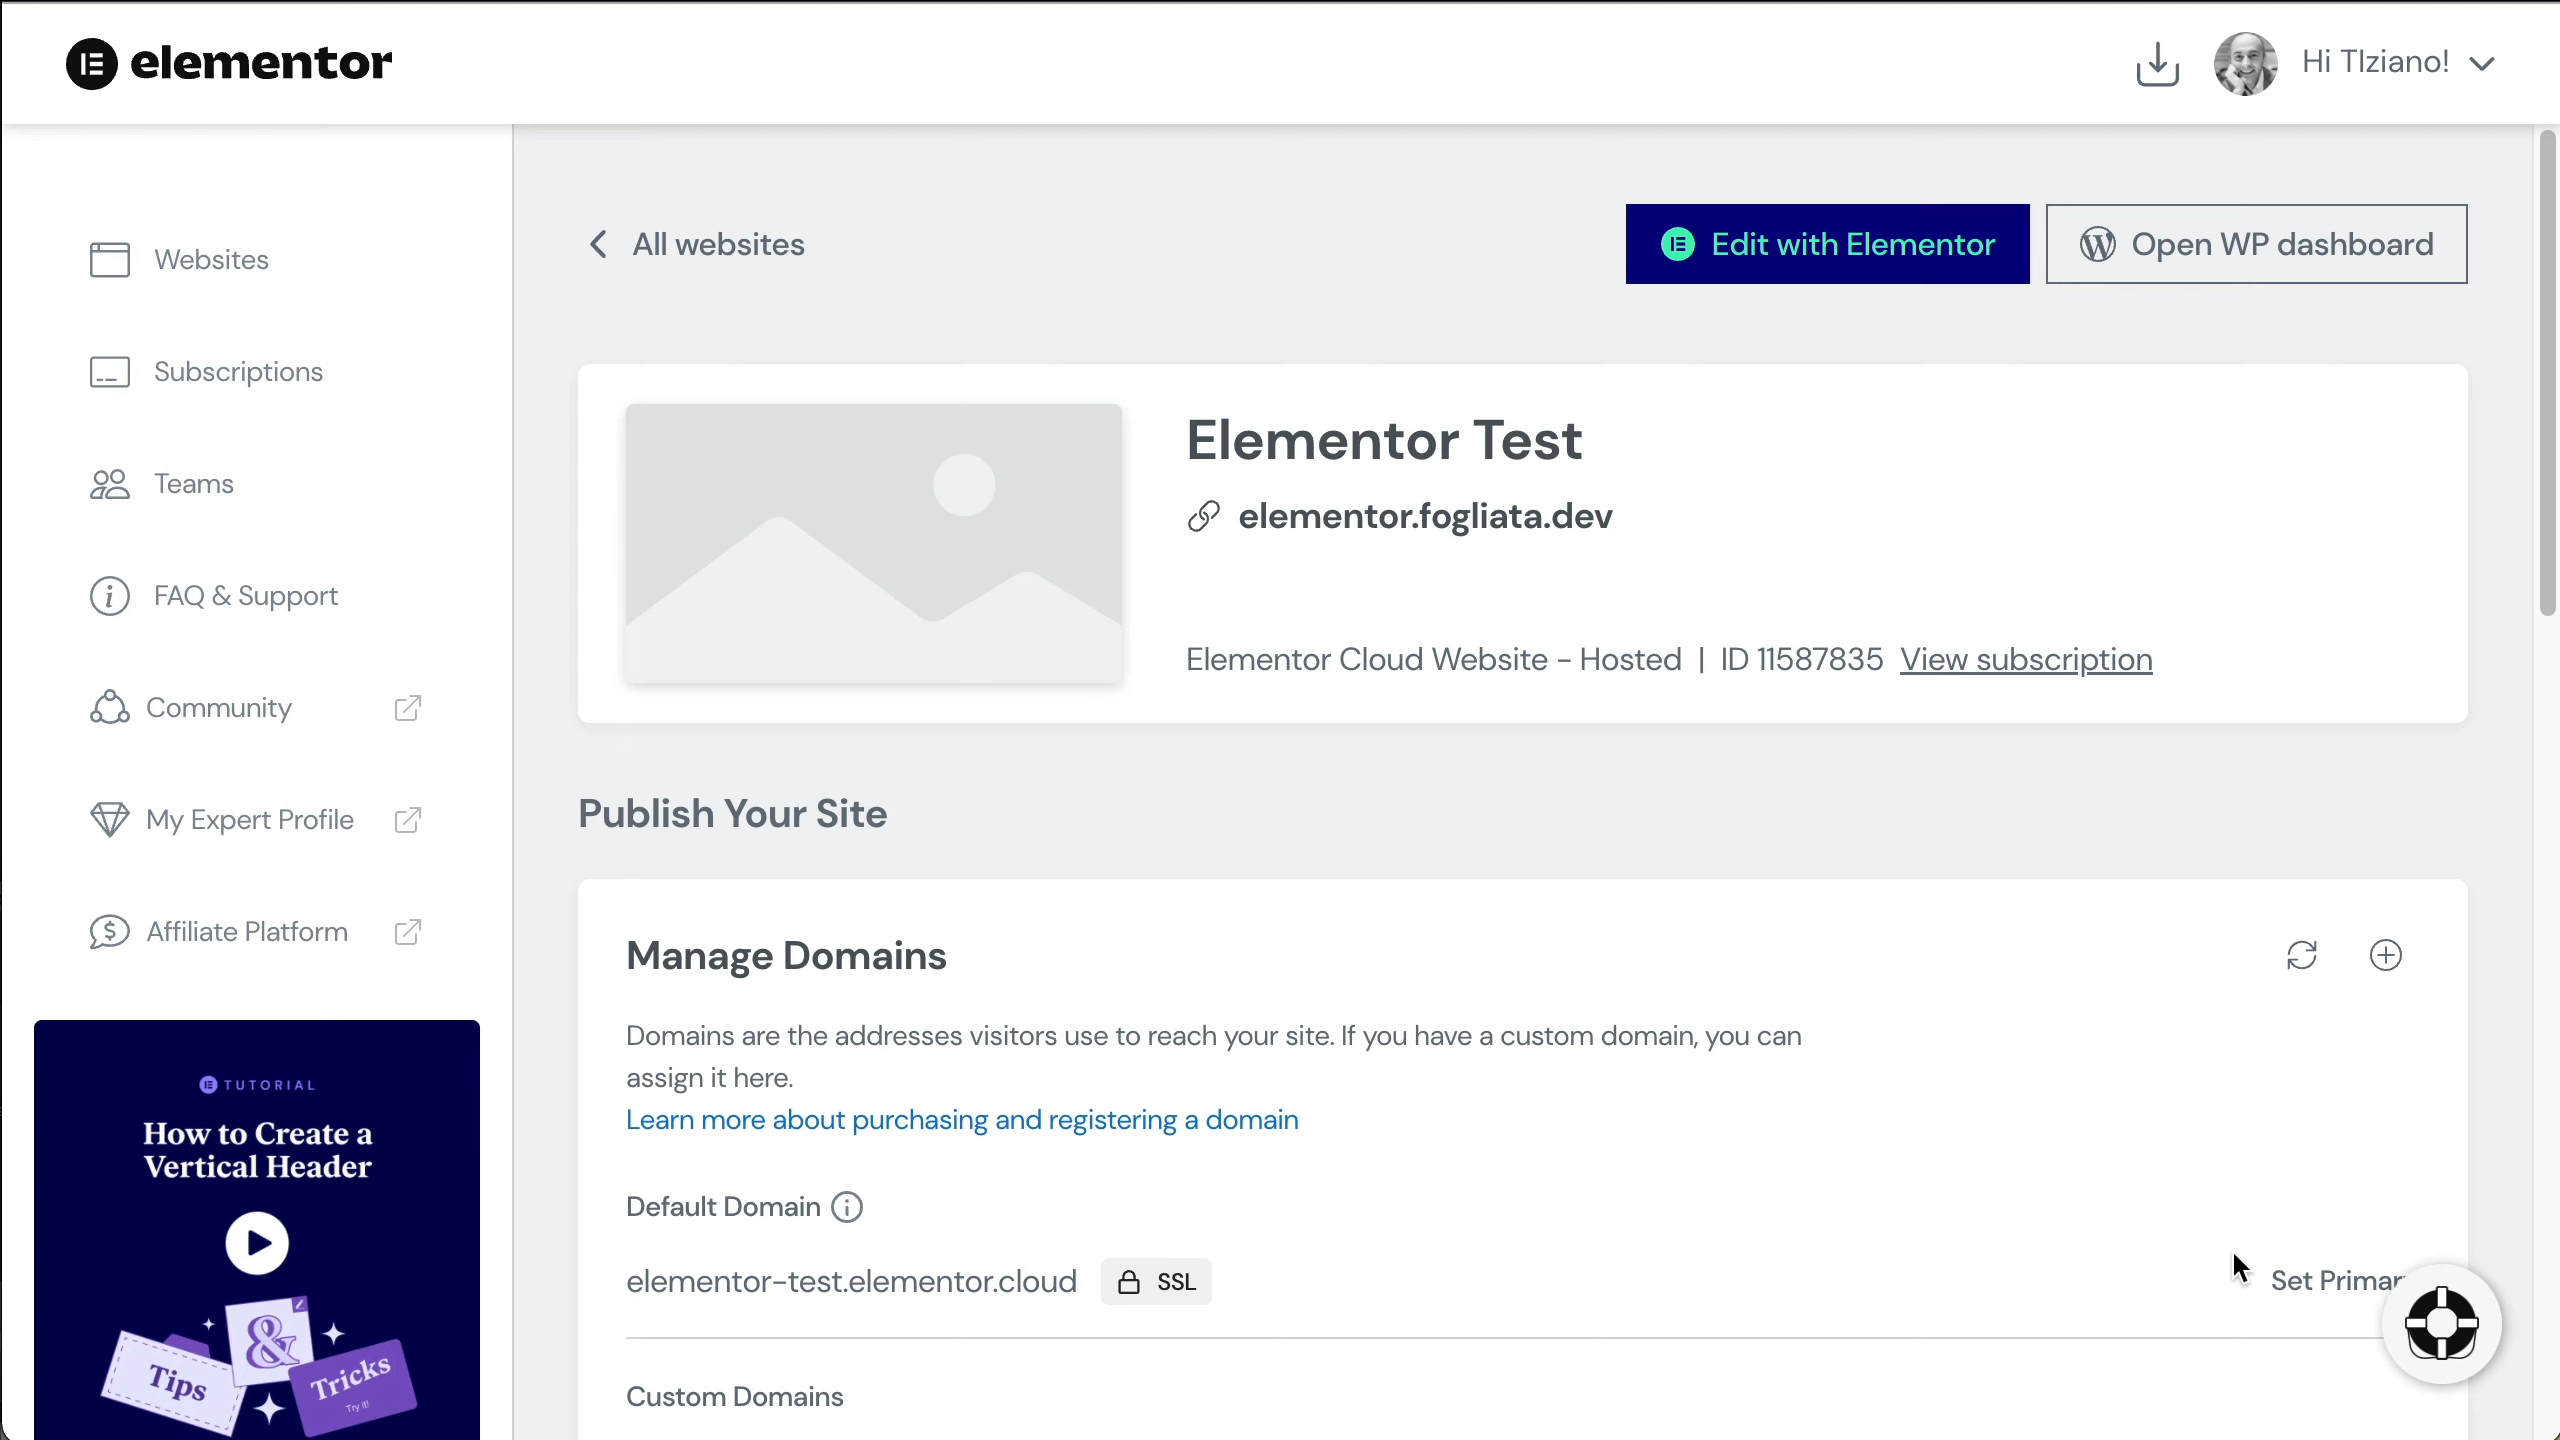 elementor
Hi TIziano!
Websites
Subscriptions
Teams
FAQ & Support
Community
My Expert Profile
Affiliate Platform
TUTORIAL
How to Create a
Vertical Header
Tips
&
Tricks
Try it!
All websites
Edit with Elementor
Open WP dashboard
Elementor Test
elementor.fogliata.dev
Elementor Cloud Website - Hosted | ID 11587835 View subscription
Publish Your Site
Manage Domains
Domains are the addresses visitors use to reach your site. If you have a custom domain, you can
assign it here.
Learn more about purchasing and registering a domain
Default Domain
elementor-test.elementor.cloud SSL
Set Primar
Custom Domains